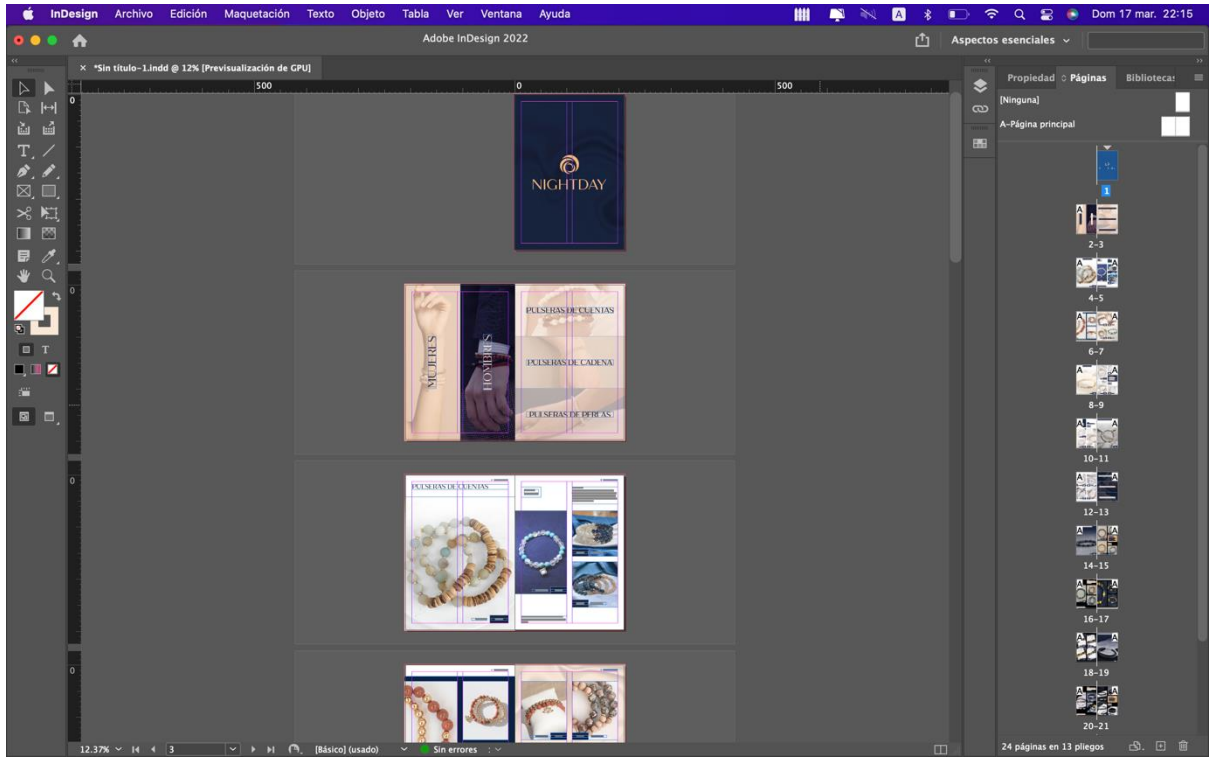 InDesign Archivo Edición Maquetación Texto Objeto Tabla Ver Ventana Ayuda
A
Dom 17 mar. 22:15
Adobe InDesign 2022
Aspectos esenciales
× *Sin título-1.indd @ 12% [Previsualización de GPU]
Propiedad
Páginas
Bibliotecas
500 0 500
0
[Ninguna]
A-Página principal
NIGHTDAY
1
2-3
0
MUJERES
HOMBRES
PULSERAS DE CUENTAS
PULSERAS DE CADENA
PULSERAS DE PERLAS
4-5
6-7
8-9
10-11
0
PULSERAS DE CUENTAS
12-13
14-15
16-17
0
18-19
20-21
12.37%
3
[Básico] (usado)
Sin errores
24 páginas en 13 pliegos